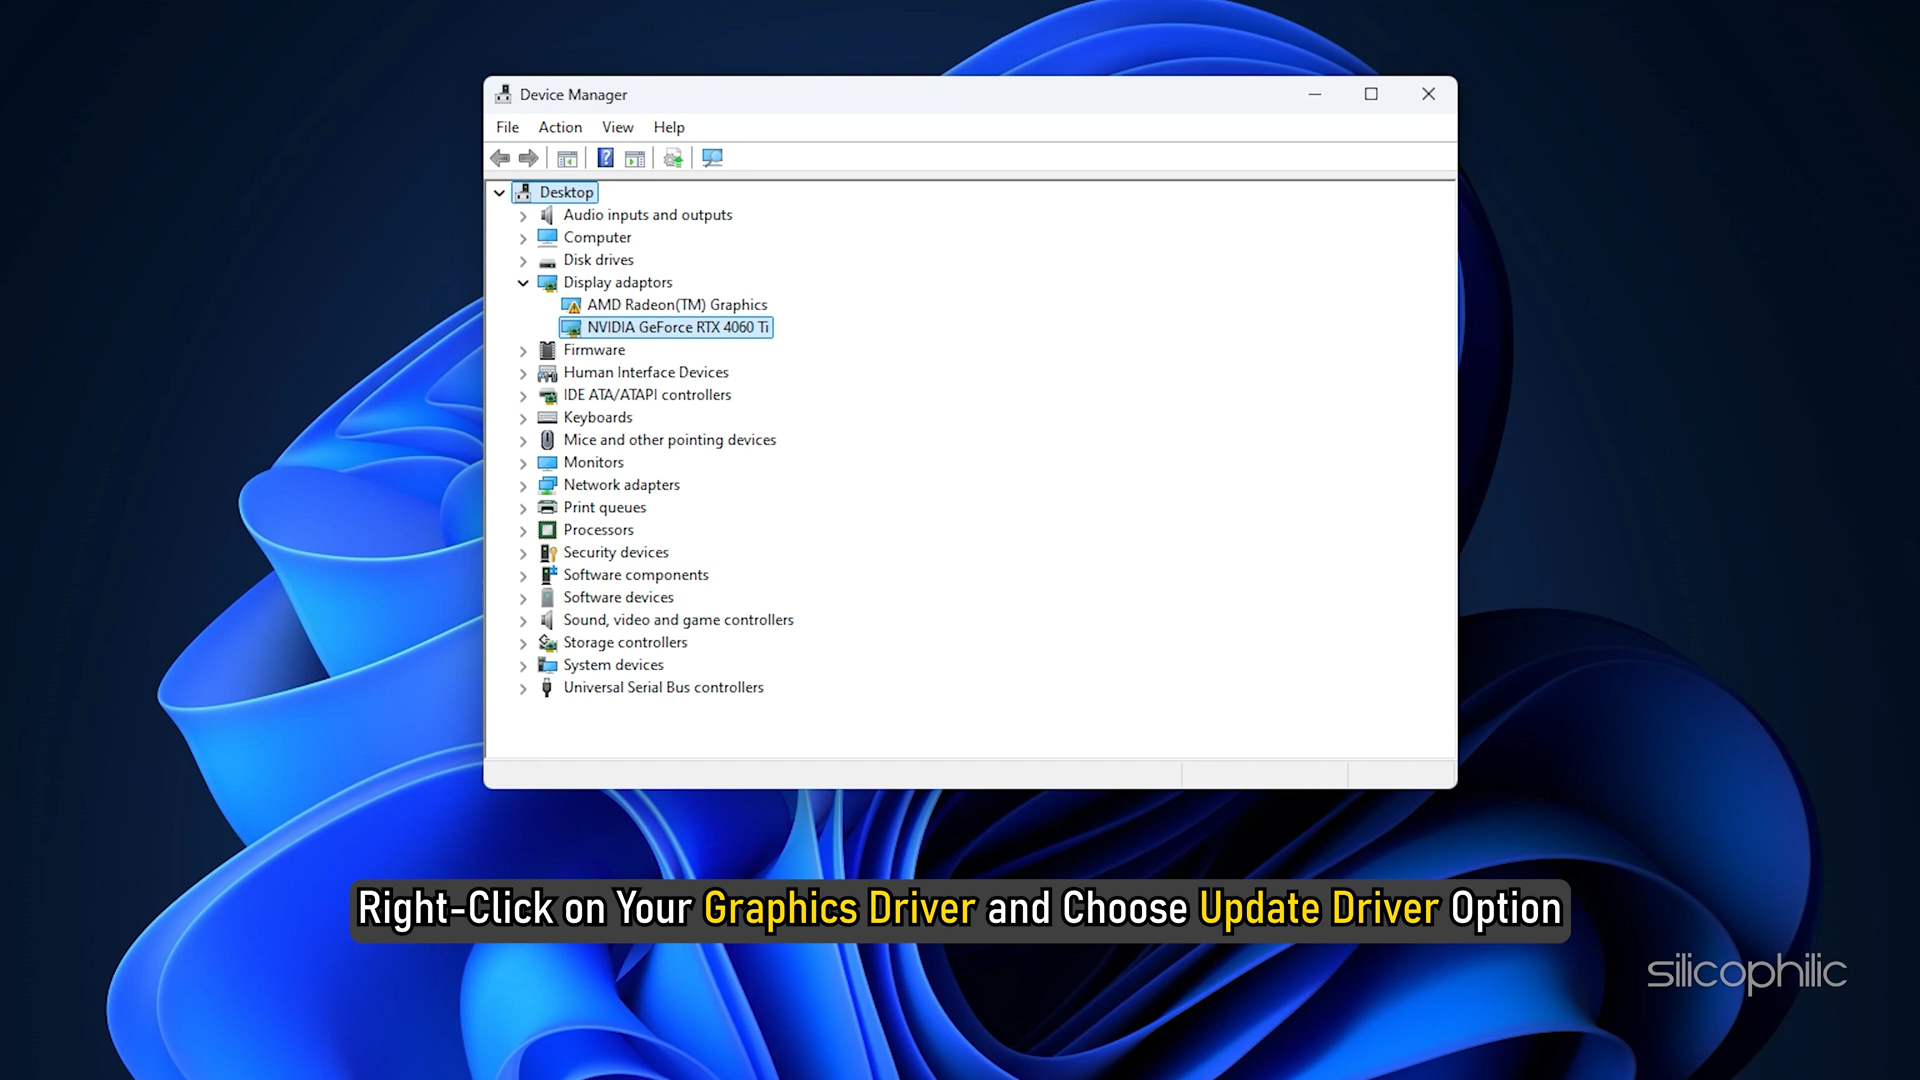 Device Manager
File Action View Help
Desktop
Audio inputs and outputs
Computer
Disk drives
Display adaptors
AMD Radeon(TM) Graphics
NVIDIA GeForce RTX 4060 Ti
Firmware
Human Interface Devices
IDE ATA/ATAPI controllers
Keyboards
Mice and other pointing devices
Monitors
Network adapters
Print queues
Processors
Security devices
Software components
Software devices
Sound, video and game controllers
Storage controllers
System devices
Universal Serial Bus controllers
Right-Click on Your Graphics Driver and Choose Update Driver Option
silicophilic